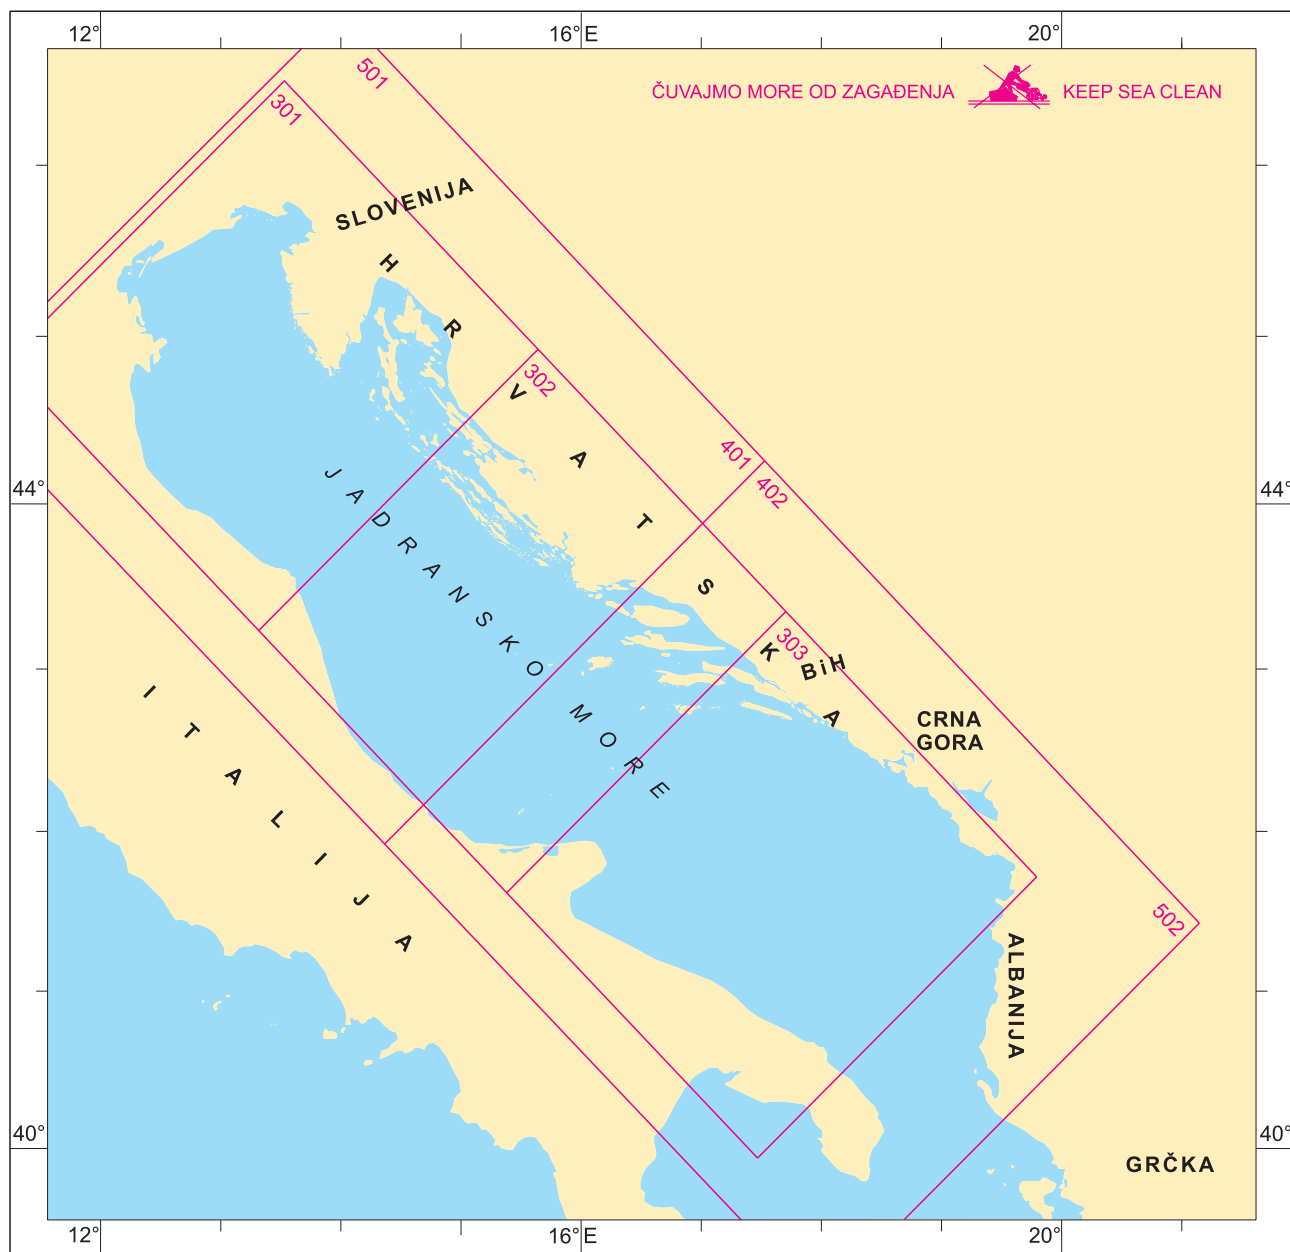 12° 16°E 20°
ČUVAJMO MORE OD ZAGAĐENJA KEEP SEA CLEAN
501
301
SLOVENIJA
HRVATSKA
302
401
402
44° 44°
JADRANSKO MORE
303
BiH
CRNA
GORA
ITALIJA
502
ALBANIJA
40° 40°
GRČKA
12° 16°E 20°